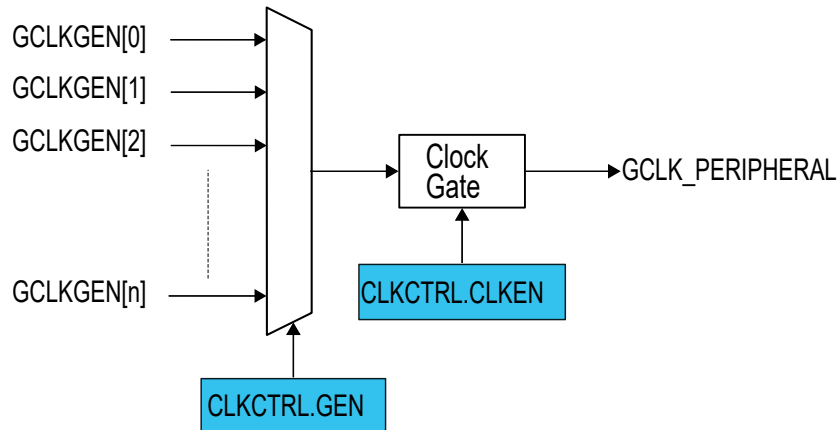 GCLKGEN[0]
GCLKGEN[1]
GCLKGEN[2]
GCLKGEN[n]
Clock
Gate
GCLK_PERIPHERAL
CLKCTRL.CLKEN
CLKCTRL.GEN